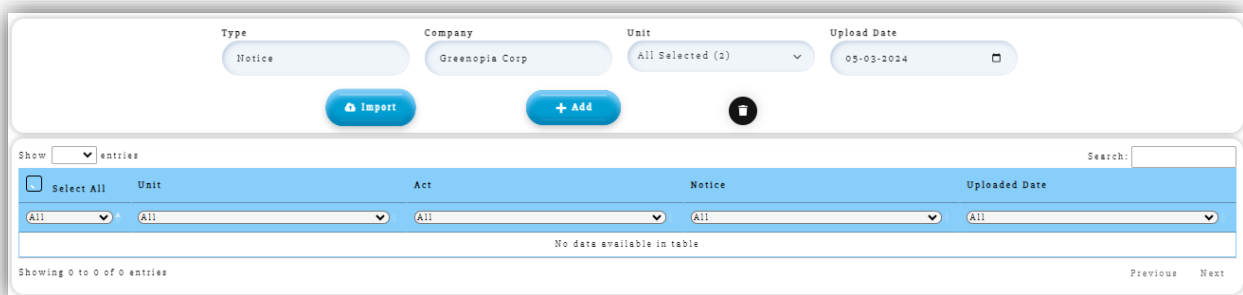 Type Company Unit Upload Date
Notice Greenopia Corp All Selected (2) 05-03-2024
Import + Add
Show entries Search:
Select All Unit Act Notice Uploaded Date
All All All All All
No data available in table
Showing 0 to 0 of 0 entries Previous Next